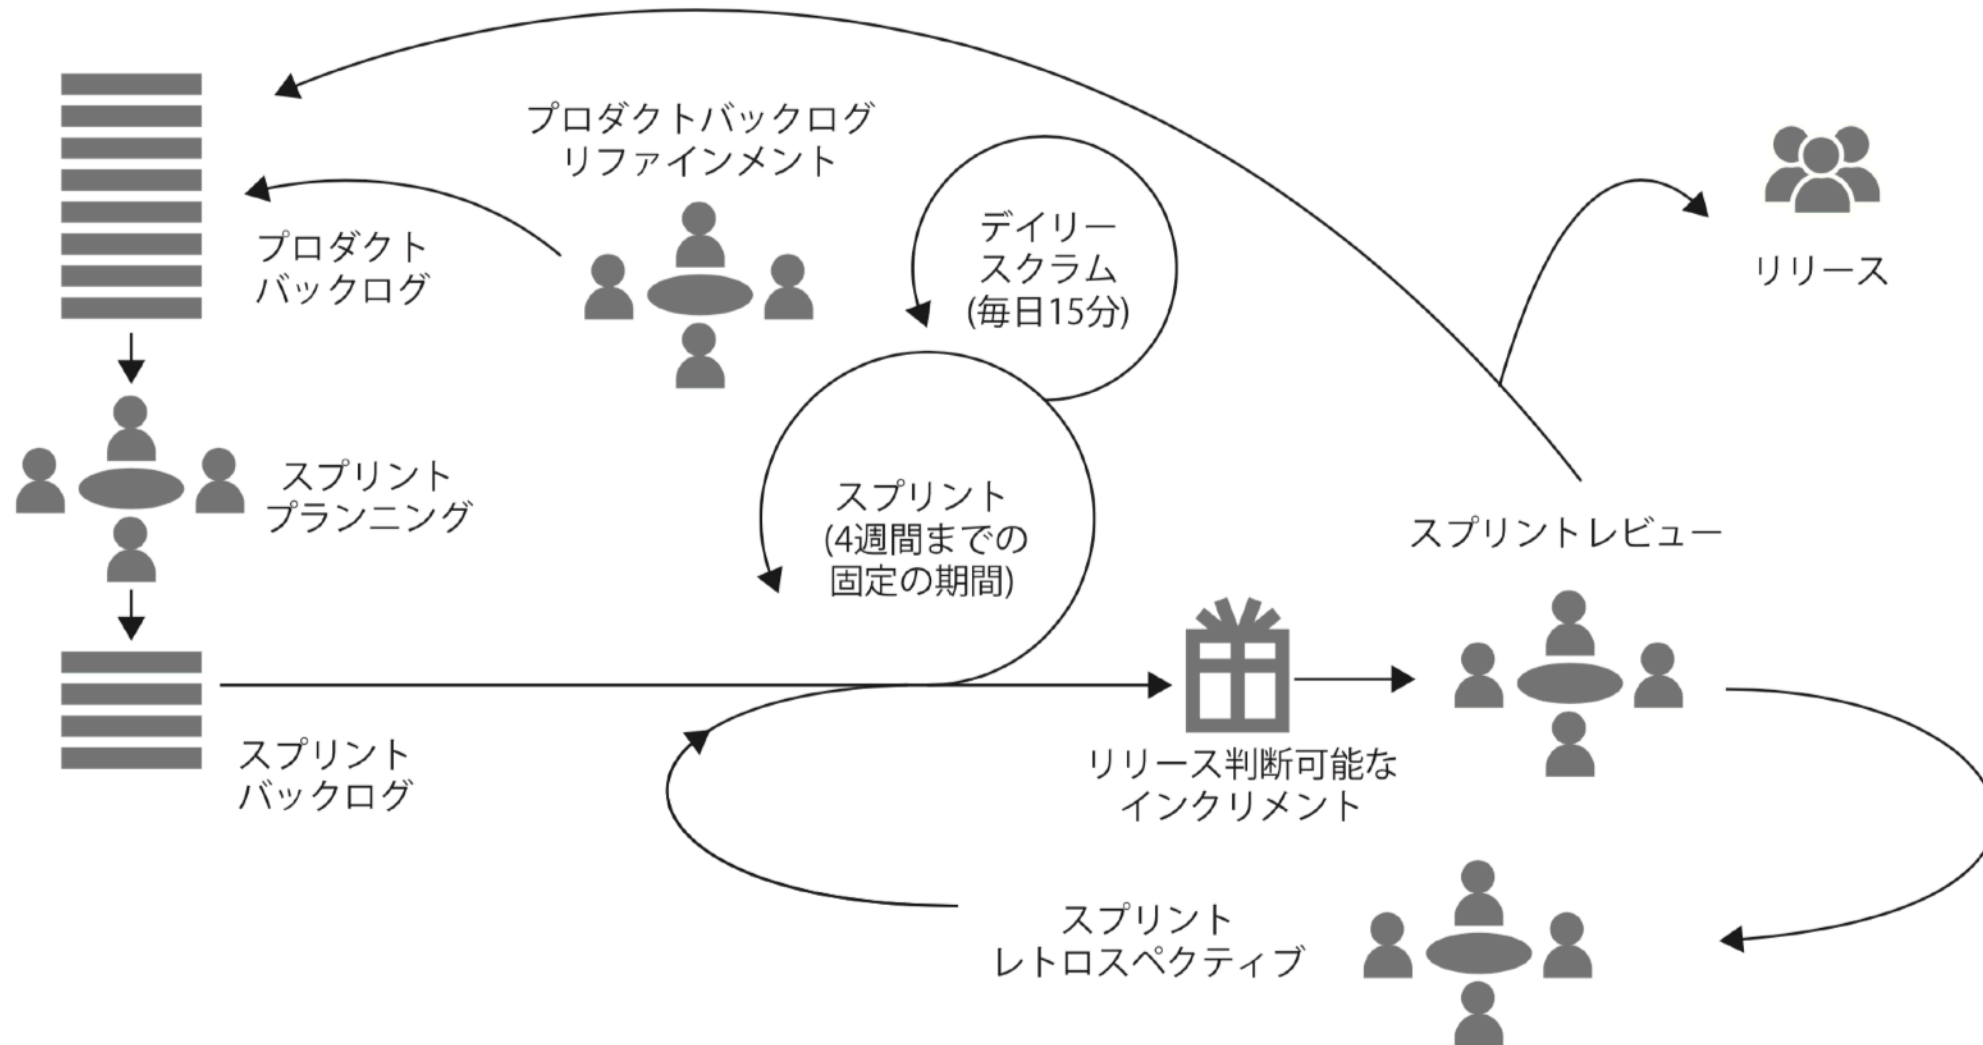 プロダクトバックログ
リファインメント
プロダクト
バックログ
デイリー
スクラム
(毎日15分)
リリース
スプリント
プランニング
スプリント
(4週間までの
固定の期間)
スプリントレビュー
スプリント
バックログ
リリース判断可能な
インクリメント
スプリント
レトロスペクティブ